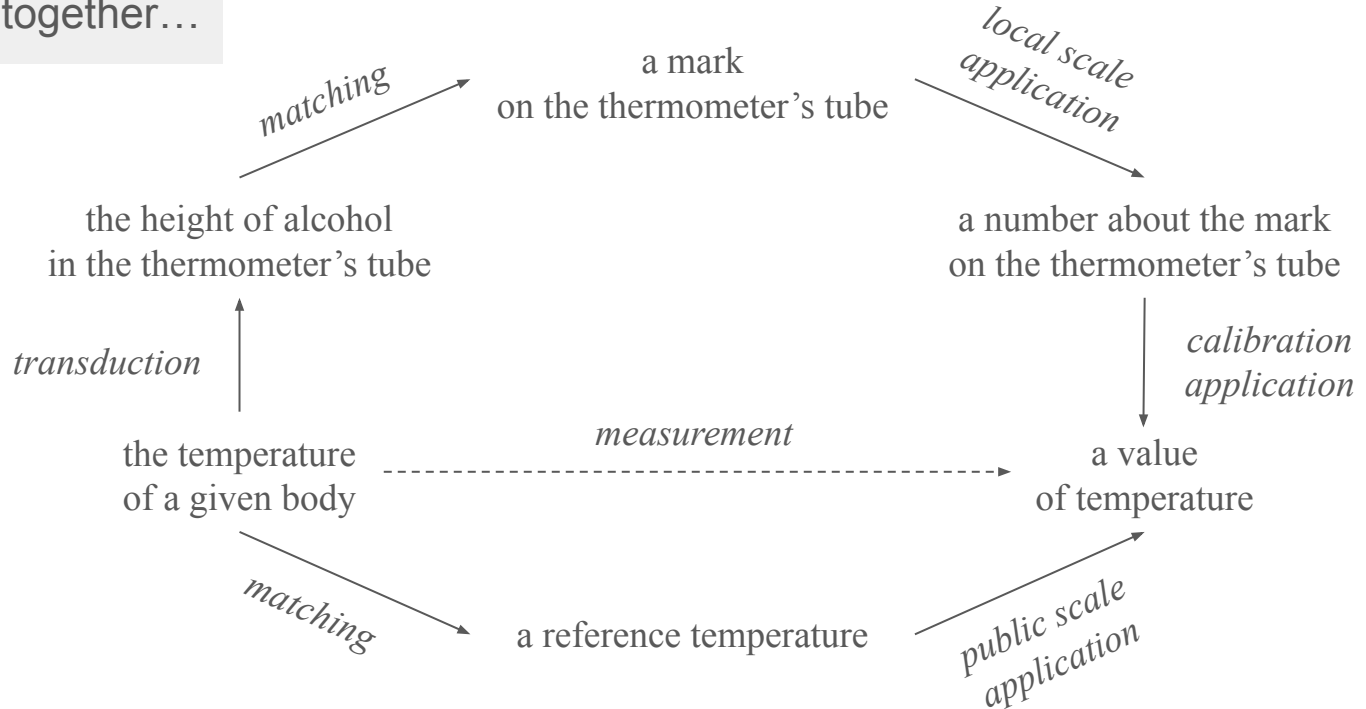 together…
local scale
application
matching
a mark
on the thermometer’s tube
the height of alcohol
in the thermometer’s tube
a number about the mark
on the thermometer’s tube
transduction
calibration
application
measurement
the temperature
of a given body
a value
of temperature
matching
a reference temperature
public scale
application